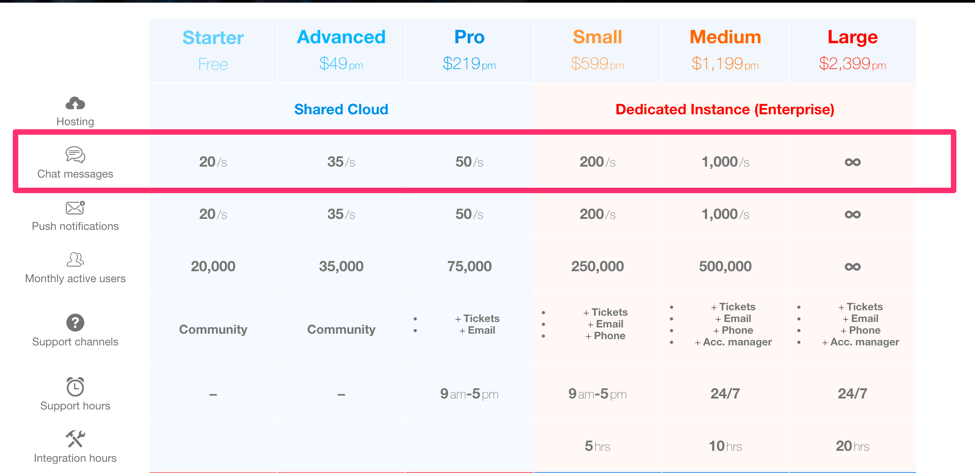 Starter Advanced Pro Small Medium Large
Free $49pm $219pm $599pm $1,199pm $2,399pm
Hosting Shared Cloud Dedicated Instance (Enterprise)
Chat messages 20/s 35/s 50/s 200/s 1,000/s ∞
Push notifications 20/s 35/s 50/s 200/s 1,000/s ∞
Monthly active users 20,000 35,000 75,000 250,000 500,000 ∞
Support channels Community Community
• + Tickets
• + Email
• + Tickets
• + Email
• + Phone
• + Tickets
• + Email
• + Phone
• + Acc. manager
• + Tickets
• + Email
• + Phone
• + Acc. manager
Support hours – – 9am-5pm 9am-5pm 24/7 24/7
Integration hours 5hrs 10hrs 20hrs